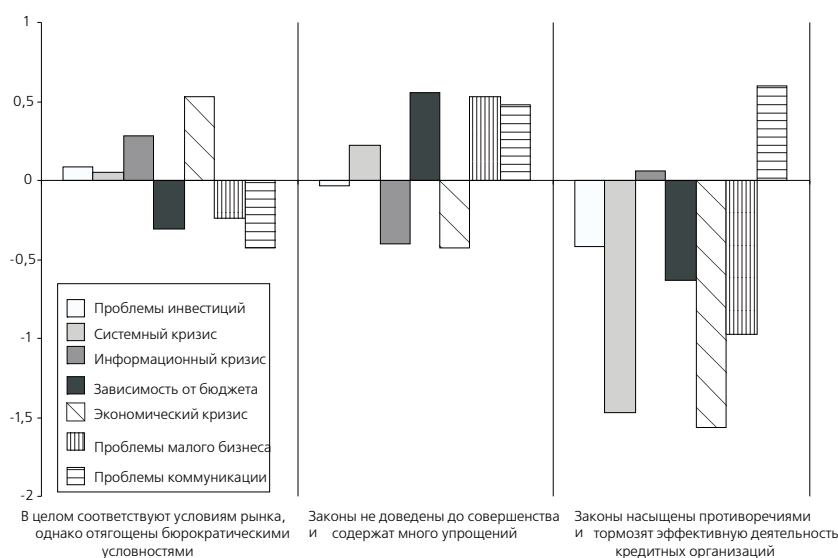 1
0,5
0
-0,5
-1
-1,5
-2
Проблемы инвестиций
Системный кризис
Информационный кризис
Зависимость от бюджета
Экономический кризис
Проблемы малого бизнеса
Проблемы коммуникации
В целом соответствуют условиям рынка,
однако отягощены бюрократическими
условностями
Законы не доведены до совершенства
и содержат много упрощений
Законы насыщены противоречиями
и тормозят эффективную деятельность
кредитных организаций